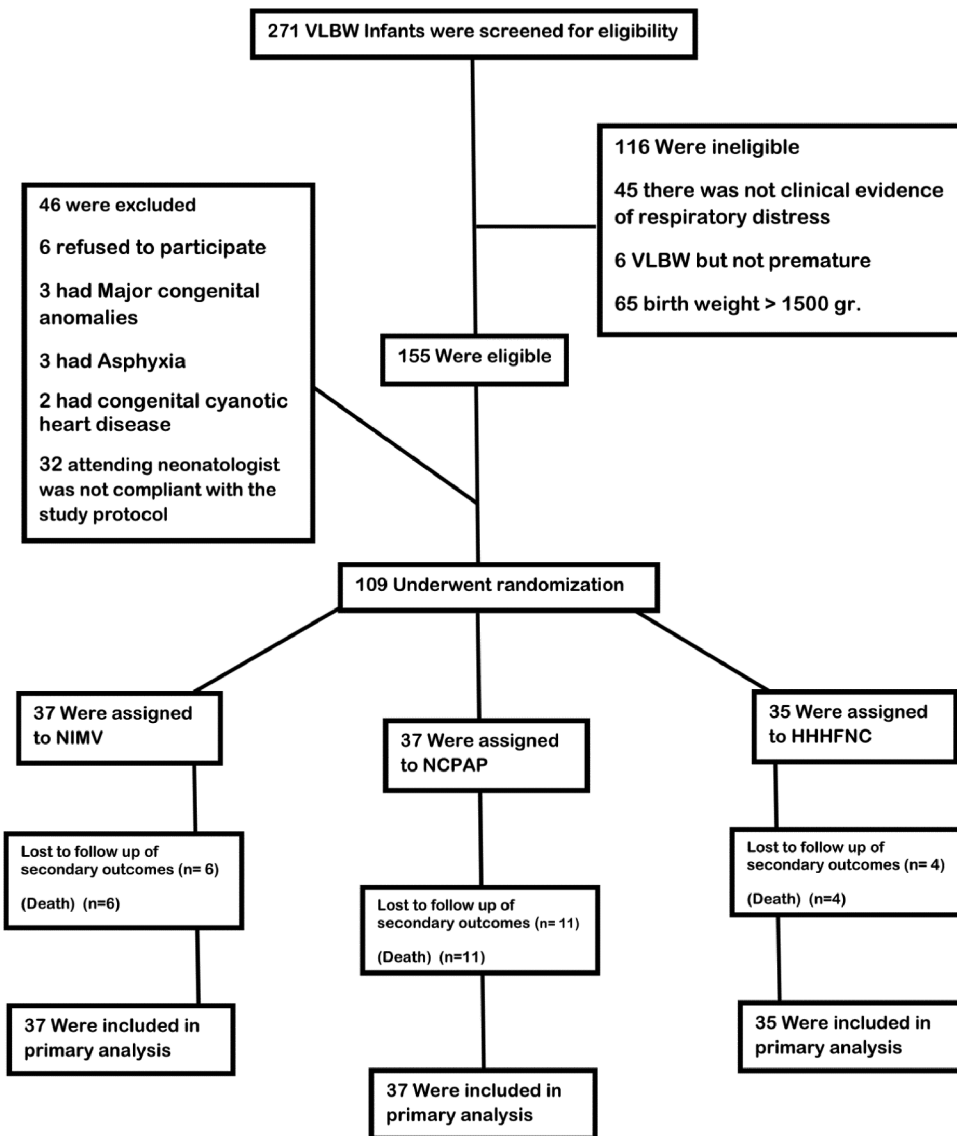 271 VLBW Infants were screened for eligibility
116 Were ineligible
45 there was not clinical evidence
of respiratory distress
6 VLBW but not premature
65 birth weight > 1500 gr.
46 were excluded
6 refused to participate
3 had Major congenital
anomalies
3 had Asphyxia
2 had congenital cyanotic
heart disease
32 attending neonatologist
was not compliant with the
study protocol
155 Were eligible
109 Underwent randomization
37 Were assigned
to NIMV
37 Were assigned
to NCPAP
35 Were assigned
to HHHFNC
Lost to follow up of
secondary outcomes (n= 6)
(Death) (n=6)
Lost to follow up of
secondary outcomes (n= 11)
(Death) (n=11)
Lost to follow up of
secondary outcomes (n= 4)
(Death) (n=4)
37 Were included in
primary analysis
37 Were included in
primary analysis
35 Were included in
primary analysis